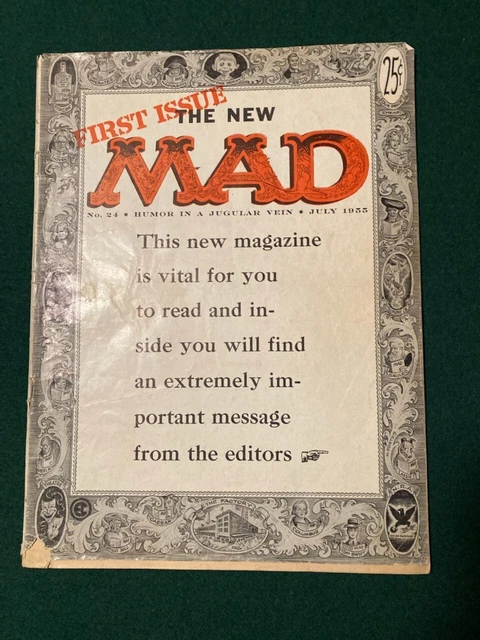 25¢
FIRST ISSUE
THE NEW
MAD
No. 24 • HUMOR IN A JUGULAR VEIN • JULY 1955
This new magazine
is vital for you
to read and in-
side you will find
an extremely im-
portant message
from the editors
EC